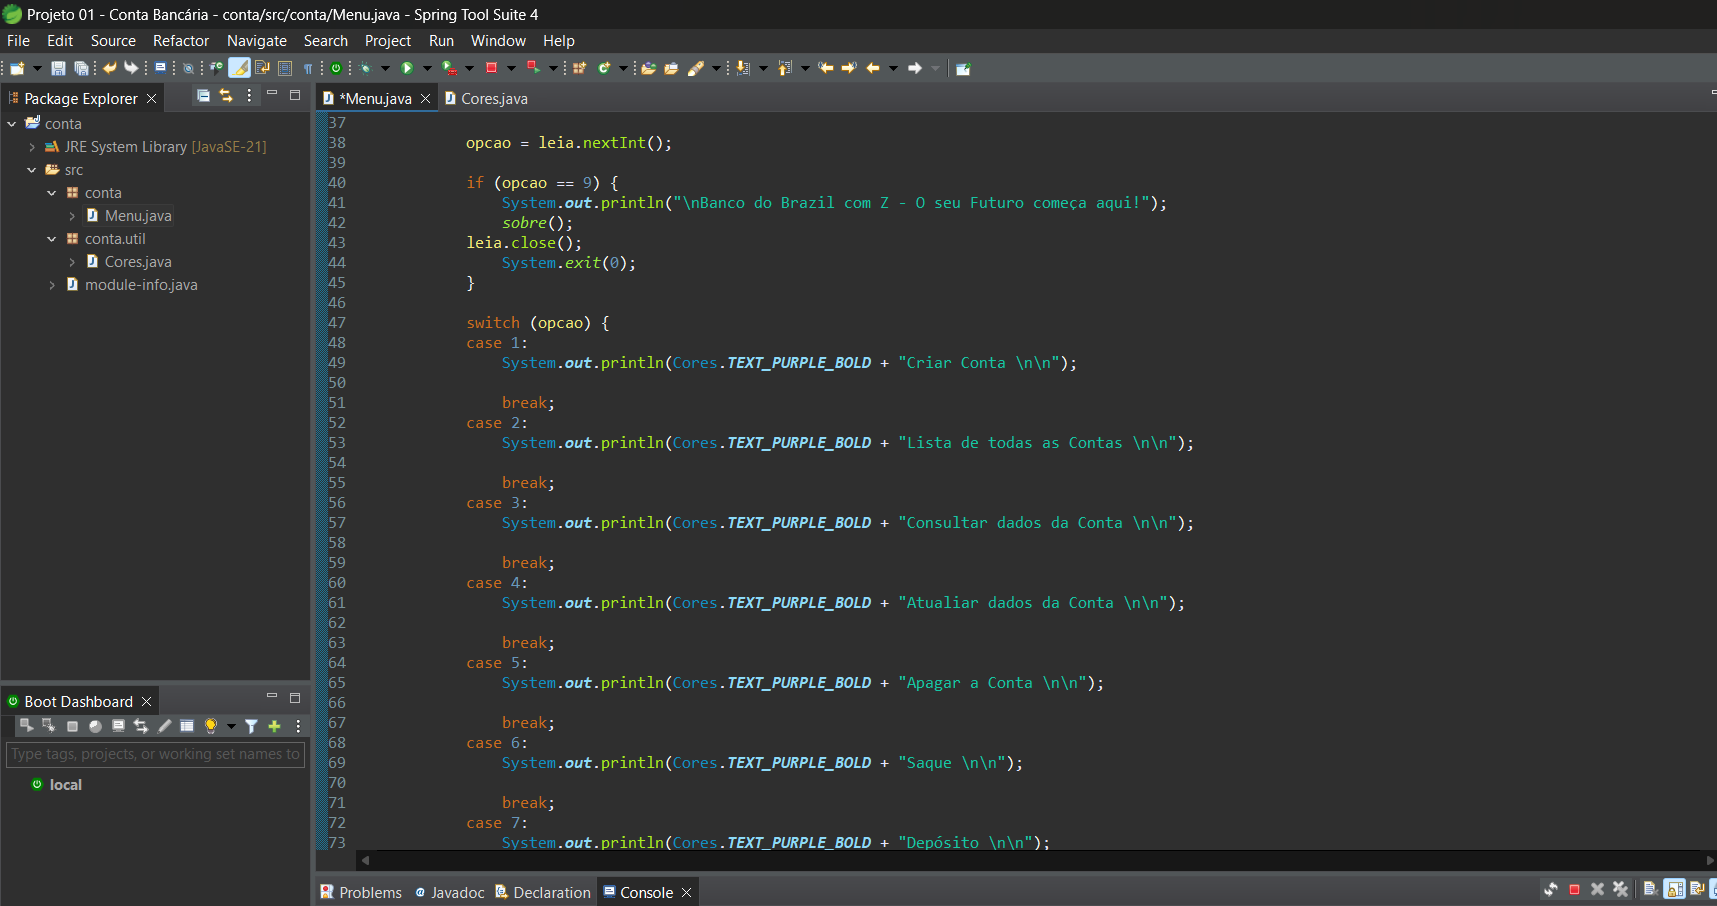 Projeto 01 - Conta Bancária - conta/src/conta/Menu.java - Spring Tool Suite 4
File Edit Source Refactor Navigate Search Project Run Window Help
Package Explorer
conta
JRE System Library [JavaSE-21]
src
conta
Menu.java
conta.util
Cores.java
module-info.java
Boot Dashboard
Type tags, projects, or working set names to
local
*Menu.java Cores.java
37
38 opcao = leia.nextInt();
39
40 if (opcao == 9) {
41 System.out.println("\nBanco do Brazil com Z - O seu Futuro começa aqui!");
42 sobre();
43 leia.close();
44 System.exit(0);
45 }
46
47 switch (opcao) {
48 case 1:
49 System.out.println(Cores.TEXT_PURPLE_BOLD + "Criar Conta \n\n");
50
51 break;
52 case 2:
53 System.out.println(Cores.TEXT_PURPLE_BOLD + "Lista de todas as Contas \n\n");
54
55 break;
56 case 3:
57 System.out.println(Cores.TEXT_PURPLE_BOLD + "Consultar dados da Conta \n\n");
58
59 break;
60 case 4:
61 System.out.println(Cores.TEXT_PURPLE_BOLD + "Atualiar dados da Conta \n\n");
62
63 break;
64 case 5:
65 System.out.println(Cores.TEXT_PURPLE_BOLD + "Apagar a Conta \n\n");
66
67 break;
68 case 6:
69 System.out.println(Cores.TEXT_PURPLE_BOLD + "Saque \n\n");
70
71 break;
72 case 7:
73 System.out.println(Cores.TEXT_PURPLE_BOLD + "Depósito \n\n");
Problems Javadoc Declaration Console